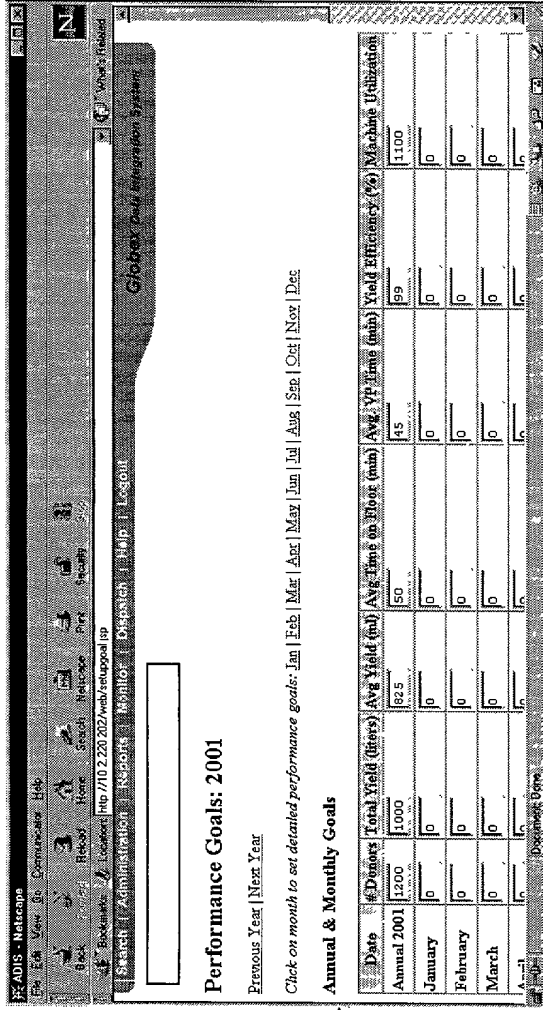 ADIS - Netscape
File Edit View Go Communicator Help
Back Reload Home Search Netscape Print Security
Bookmarks Location: http //10 2.220 202/web/setupgoal jsp What's Related
Search | Administration | Reports | Monitor | Dispatch | Help | Logout
Globex Data Integration System
Performance Goals: 2001
Previous Year | Next Year
Click on month to set detailed performance goals: Jan | Feb | Mar | Apr | May | Jun | Jul | Aug | Sep | Oct | Nov | Dec
Annual & Monthly Goals
Date # Donors Total Yield (liters) Avg Yield (ml) Avg Time on Floor (min) Avg. VP Time (min) Yield Efficiency (%) Machine Utilization
Annual 2001 1200 1000 825 50 45 99 1100
January 0 0 0 0 0 0 0
February 0 0 0 0 0 0 0
March 0 0 0 0 0 0 0
April
Document Done